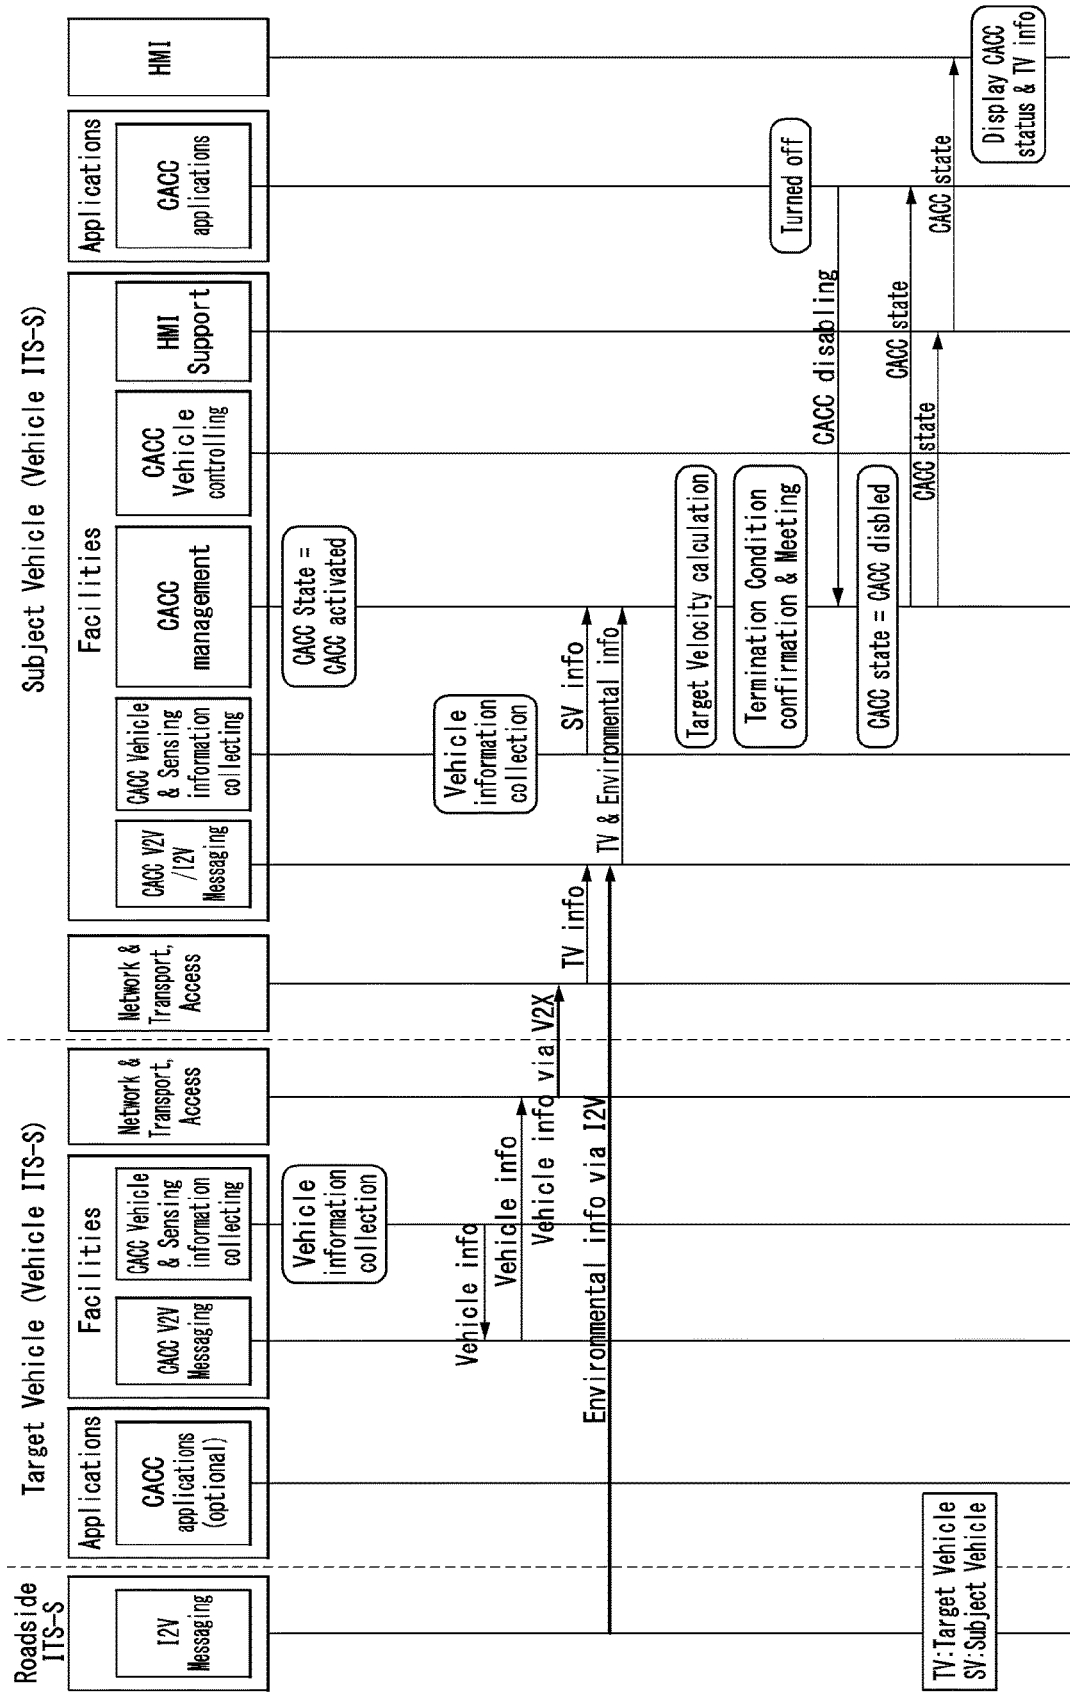 Roadside
ITS-S
I2V
Messaging
Target Vehicle (Vehicle ITS-S)
Applications
CACC
applications
(optional)
Facilities
CACC V2V
Messaging
CACC Vehicle
& Sensing
information
collecting
Network &
Transport,
Access
Subject Vehicle (Vehicle ITS-S)
Network &
Transport,
Access
Facilities
CACC V2V
/I2V
Messaging
CACC Vehicle
& Sensing
information
collecting
CACC
management
CACC
Vehicle
controlling
HMI
Support
Applications
CACC
applications
HMI
Vehicle
information
collection
CACC State =
CACC activated
Vehicle info
Vehicle info
Vehicle info via V2X
Vehicle
information
collection
TV info
SV info
Environmental info via I2V
TV & Environmental info
Target Velocity calculation
Termination Condition
confirmation & Meeting
Turned off
CACC disabling
CACC state = CACC disbled
CACC state
CACC state
CACC state
Display CACC
status & TV info
TV:Target Vehicle
SV:Subject Vehicle